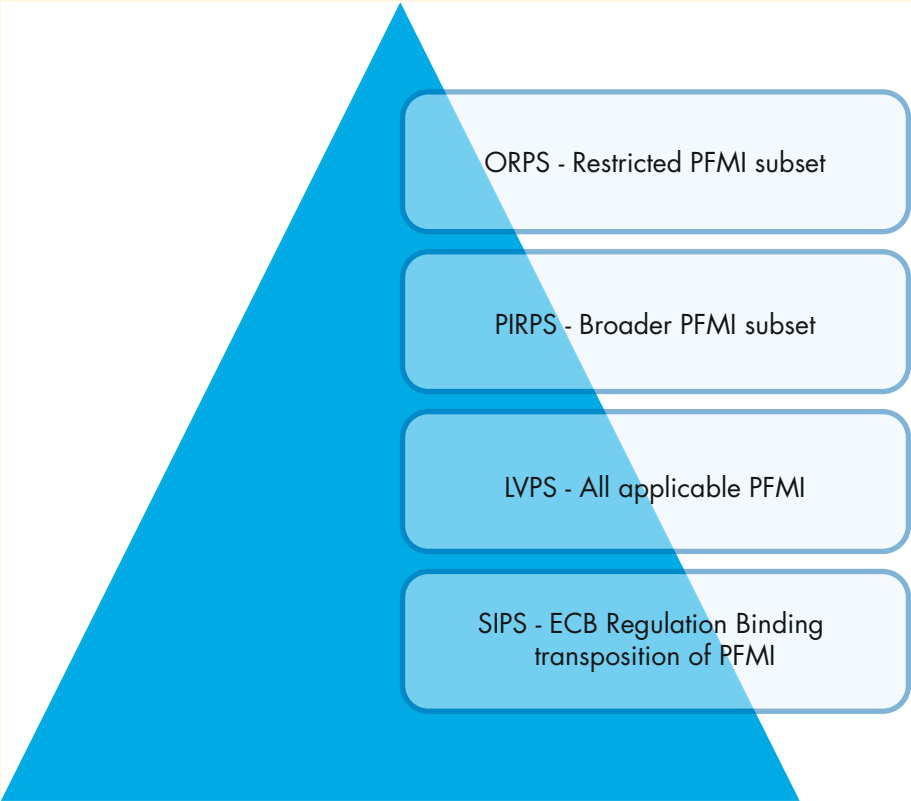 ORPS - Restricted PFMI subset
PIRPS - Broader PFMI subset
LVPS - All applicable PFMI
SIPS - ECB Regulation Binding
transposition of PFMI